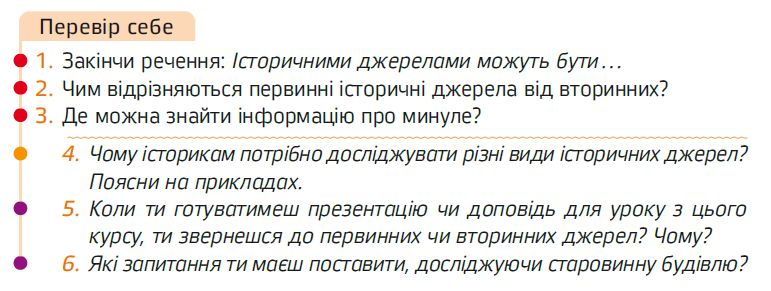 Перевір себе
1. Закінчи речення: Історичними джерелами можуть бути...
2. Чим відрізняються первинні історичні джерела від вторинних?
3. Де можна знайти інформацію про минуле?
4. Чому історикам потрібно досліджувати різні види історичних джерел?
Поясни на прикладах.
5. Коли ти готуватимеш презентацію чи доповідь для уроку з цього
курсу, ти звернешся до первинних чи вторинних джерел? Чому?
6. Які запитання ти маєш поставити, досліджуючи старовинну будівлю?